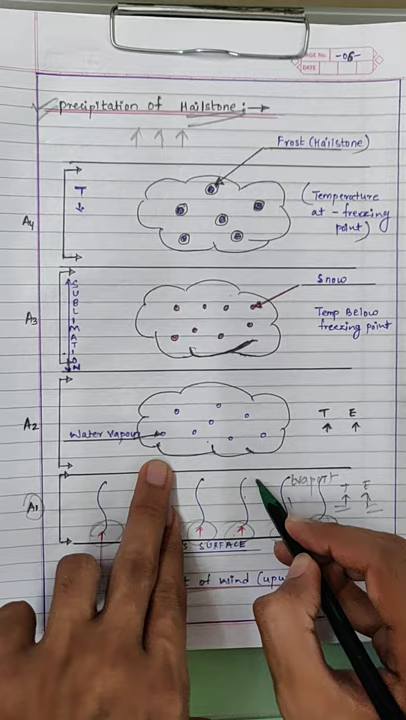 PAGE NO. -06-
DATE
precipitation of Hailstone :→
Frost (Hailstone)
A4
T ↓
(Temperature
at - freezing
point)
A3
SUBLIMATION
Snow
Temp Below
freezing point
A2
Water Vapour
T E
↑ ↑
A1
T E
↑ ↑
SURFACE
of wind (upw